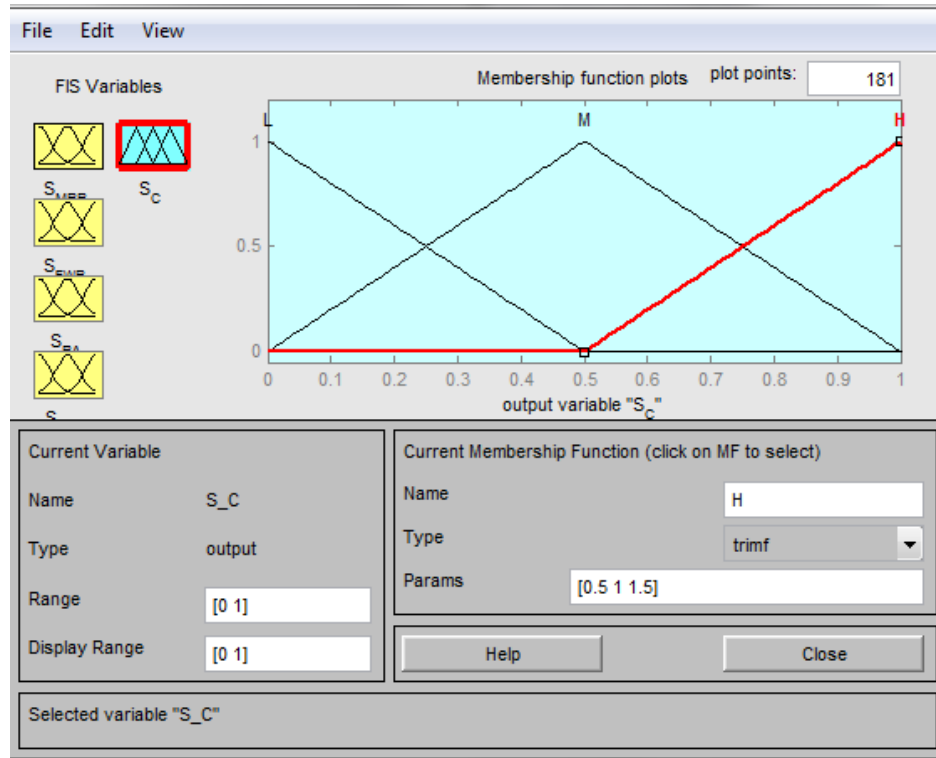 File Edit View
FIS Variables
Membership function plots plot points: 181
S_C
L M H
1
0.5
0
0 0.1 0.2 0.3 0.4 0.5 0.6 0.7 0.8 0.9 1
output variable "S_C"
Current Variable
Name S_C
Type output
Range [0 1]
Display Range [0 1]
Current Membership Function (click on MF to select)
Name H
Type trimf
Params [0.5 1 1.5]
Help Close
Selected variable "S_C"